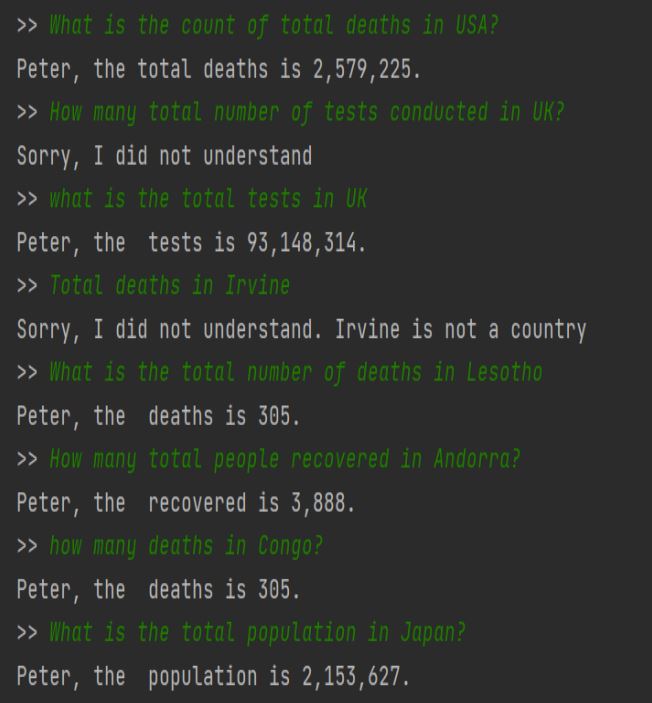 >> What is the count of total deaths in USA?
Peter, the total deaths is 2,579,225.
>> How many total number of tests conducted in UK?
Sorry, I did not understand
>> what is the total tests in UK
Peter, the  tests is 93,148,314.
>> Total deaths in Irvine
Sorry, I did not understand. Irvine is not a country
>> What is the total number of deaths in Lesotho
Peter, the  deaths is 305.
>> How many total people recovered in Andorra?
Peter, the  recovered is 3,888.
>> how many deaths in Congo?
Peter, the  deaths is 305.
>> What is the total population in Japan?
Peter, the  population is 2,153,627.